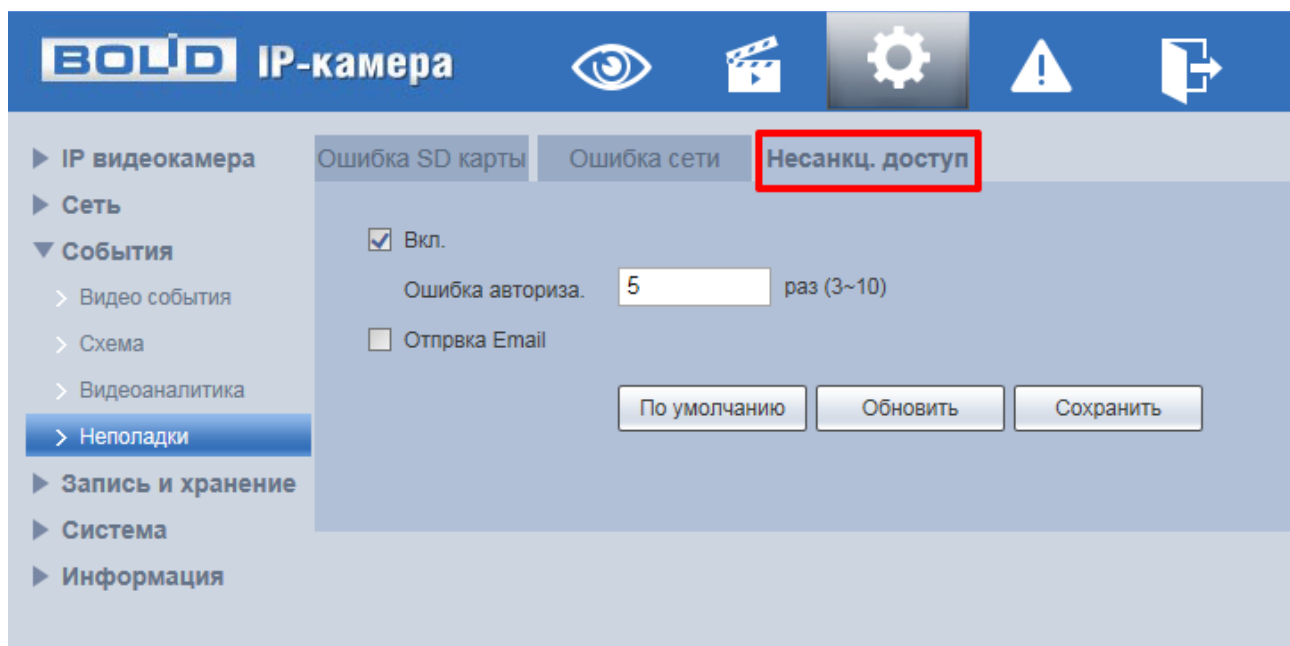 BOLID IP-камера
IP видеокамера
Сеть
События
Видео события
Схема
Видеоаналитика
Неполадки
Запись и хранение
Система
Информация
Ошибка SD карты Ошибка сети Несанкц. доступ
Вкл.
Ошибка авториза. 5 раз (3~10)
Отпрвка Email
По умолчанию Обновить Сохранить